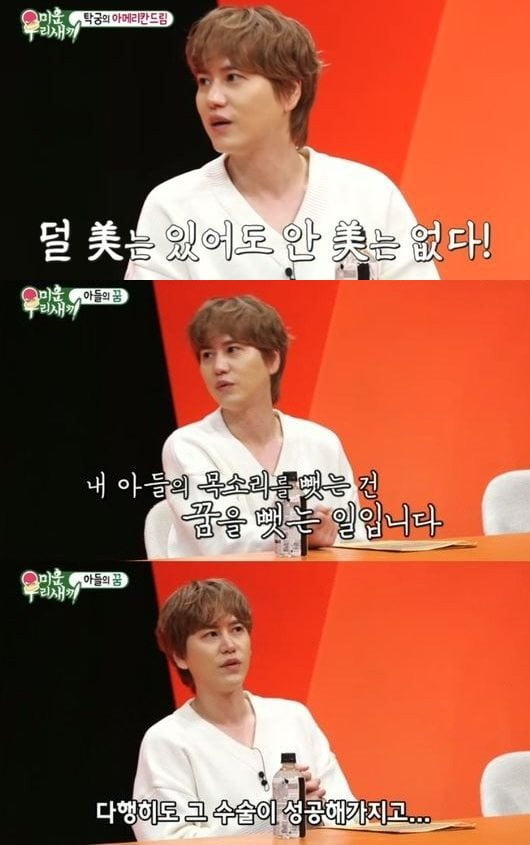 미운
우리새끼
탁궁의 아메리칸드림
덜 美는 있어도 안 美는 없다!
미운
우리새끼
아들의 꿈
내 아들의 목소리를 뺏는 건
꿈을 뺏는 일입니다
미운
우리새끼
아들의 꿈
다행히도 그 수술이 성공해가지고...